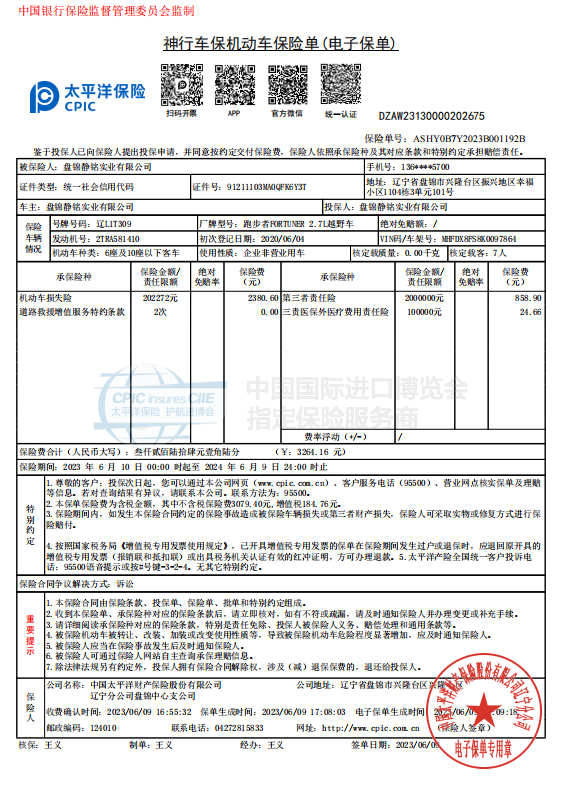 中国银行保险监督管理委员会监制
神行车保机动车保险单(电子保单)
太平洋保险
CPIC
扫码开票 APP 官方微信 统一认证
DZAW23130000202675
保险单号: ASHY0B7Y2023B001192B
鉴于投保人已向保险人提出投保申请，并同意按约定交付保险费，保险人依照承保险种及其对应条款和特别约定承担赔偿责任。
被保险人: 盘锦静铭实业有限公司 手机号: 136****5700
证件类型: 统一社会信用代码 证件号: 91211103MA0QFK6Y3T 地址: 辽宁省盘锦市兴隆台区振兴地区幸福
小区1104栋3单元101号
车主: 盘锦静铭实业有限公司 投保人: 盘锦静铭实业有限公司
保险车辆情况
号牌号码: 辽L1T309 厂牌型号: 跑步者FORTUNER 2.7L越野车 绝对免赔额: /
发动机号: 2TRA581410 初次登记日期: 2020/06/04 VIN码/车架号: MHFDX8FS8K0097864
机动车种类: 6座及10座以下客车 使用性质: 企业非营业用车 核定载质量: 0.00千克 核定载客: 7人
承保险种 保险金额/责任限额 绝对免赔率 保险费(元) 承保险种 保险金额/责任限额 绝对免赔率 保险费(元)
机动车损失险 202272元 2380.60 第三者责任险 2000000元 858.90
道路救援增值服务特约条款 2次 0.00 三责医保外医疗费用责任险 100000元 24.66
CPIC insures CIIE
太平洋保险 护航进博会
中国国际进口博览会
指定保险服务商
费率浮动（+/-） /
保险费合计（人民币大写）: 叁仟贰佰陆拾肆元壹角陆分 （￥: 3264.16 元）
保险期间: 2023 年 6 月 10 日 00:00 时起至 2024 年 6 月 9 日 24:00 时止
特别约定
1.尊敬的客户: 投保次日起，您可以通过本公司网页（www.cpic.com.cn）、客户服务电话（95500）、营业网点核实保单及理赔
等信息。若对查询结果有异议，请联系本公司。联系方法为: 95500。
2.本保单保险费为含税金额，其中不含税保险费3079.40元，增值税184.76元。
3.保险期间内，如发生本保险合同约定的保险事故造成被保险车辆损失或第三者财产损失，保险人可采取实物或修复方式进行保
险赔付。
4.按照国家税务局《增值税专用发票使用规定》，已开具增值税专用发票的保单在保险期间发生过户或退保时，应退回原开具的
增值税专用发票（报销联和抵扣联）或出具税务机关认证有效的红冲证明，方可办理退款。5.太平洋产险全国统一客户投诉电
话: 95500语音提示或按#号键-3-2-4。无其它特别约定。
保险合同争议解决方式: 诉讼
重要提示
1.本保险合同由保险条款、投保单、保险单、批单和特别约定组成。
2.收到本保险单、承保险种对应的保险条款后，请立即核对，如有不符或疏漏，请及时通知保险人并办理变更或补充手续。
3.请详细阅读承保险种对应的保险条款，特别是责任免除、投保人被保险人义务、赔偿处理和通用条款等。
4.被保险机动车被转让、改装、加装或改变使用性质等，导致被保险机动车危险程度显著增加，应及时通知保险人。
5.被保险人应当在保险事故发生后及时通知保险人。
6.被保险人可通过保险人网站自主查询承保理赔信息。
7.除法律法规另有约定外，投保人拥有保险合同解除权，涉及（减）退保保费的，退还给投保人。
保险人
公司名称: 中国太平洋财产保险股份有限公司 公司地址: 辽宁省盘锦市兴隆台区兴隆
辽宁分公司盘锦中心支公司
收费确认时间: 2023/06/09 16:55:32 保单生成时间: 2023/06/09 17:08:03 电子保单生成时间: 2023/06/09
邮政编码: 124010 联系电话: 04272815833 网址: http://www.cpic.com.cn (保险人签章)
核保: 王义 制单: 王义 经办: 王义 签单日期: 2023/06/09
电子保单专用章